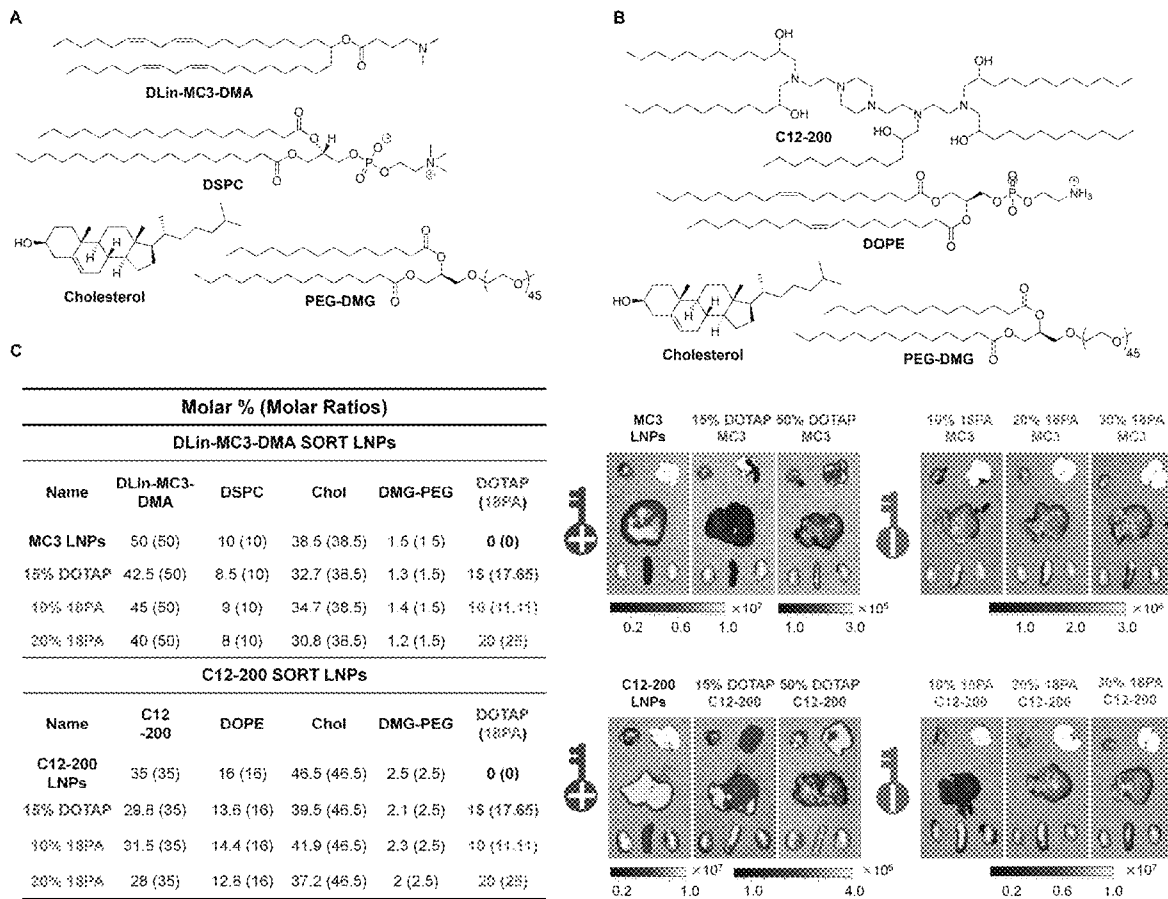 A
DLin-MC3-DMA
DSPC
HO
H
H
H
Cholesterol
PEG-DMG
45
B
OH
OH
OH
HO
OH
C12-200
DOPE
NH3
HO
H
H
H
Cholesterol
PEG-DMG
45
C
Molar % (Molar Ratios)
DLin-MC3-DMA SORT LNPs
Name DLin-MC3-DMA DSPC Chol DMG-PEG DOTAP (18PA)
MC3 LNPs 50 (50) 10 (10) 38.5 (38.5) 1.5 (1.5) 0 (0)
15% DOTAP 42.5 (50) 8.5 (10) 32.7 (38.5) 1.3 (1.5) 15 (17.65)
10% 18PA 45 (50) 9 (10) 34.7 (38.5) 1.4 (1.5) 10 (11.11)
20% 18PA 40 (50) 8 (10) 30.8 (38.5) 1.2 (1.5) 20 (25)
C12-200 SORT LNPs
Name C12-200 DOPE Chol DMG-PEG DOTAP (18PA)
C12-200 LNPs 35 (35) 16 (16) 46.5 (46.5) 2.5 (2.5) 0 (0)
15% DOTAP 29.8 (35) 13.6 (16) 39.5 (46.5) 2.1 (2.5) 15 (17.65)
10% 18PA 31.5 (35) 14.4 (16) 41.9 (46.5) 2.3 (2.5) 10 (11.11)
20% 18PA 28 (35) 12.8 (16) 37.2 (46.5) 2 (2.5) 20 (25)
MC3 LNPs
15% DOTAP MC3
50% DOTAP MC3
10% 18PA MC3
20% 18PA MC3
30% 18PA MC3
0.2 0.6 1.0 ×10⁷
1.0 3.0
1.0 2.0 3.0
C12-200 LNPs
15% DOTAP C12-200
50% DOTAP C12-200
10% 18PA C12-200
20% 18PA C12-200
30% 18PA C12-200
0.2 1.0 ×10⁷
1.0 4.0
0.2 0.6 1.0 ×10⁷